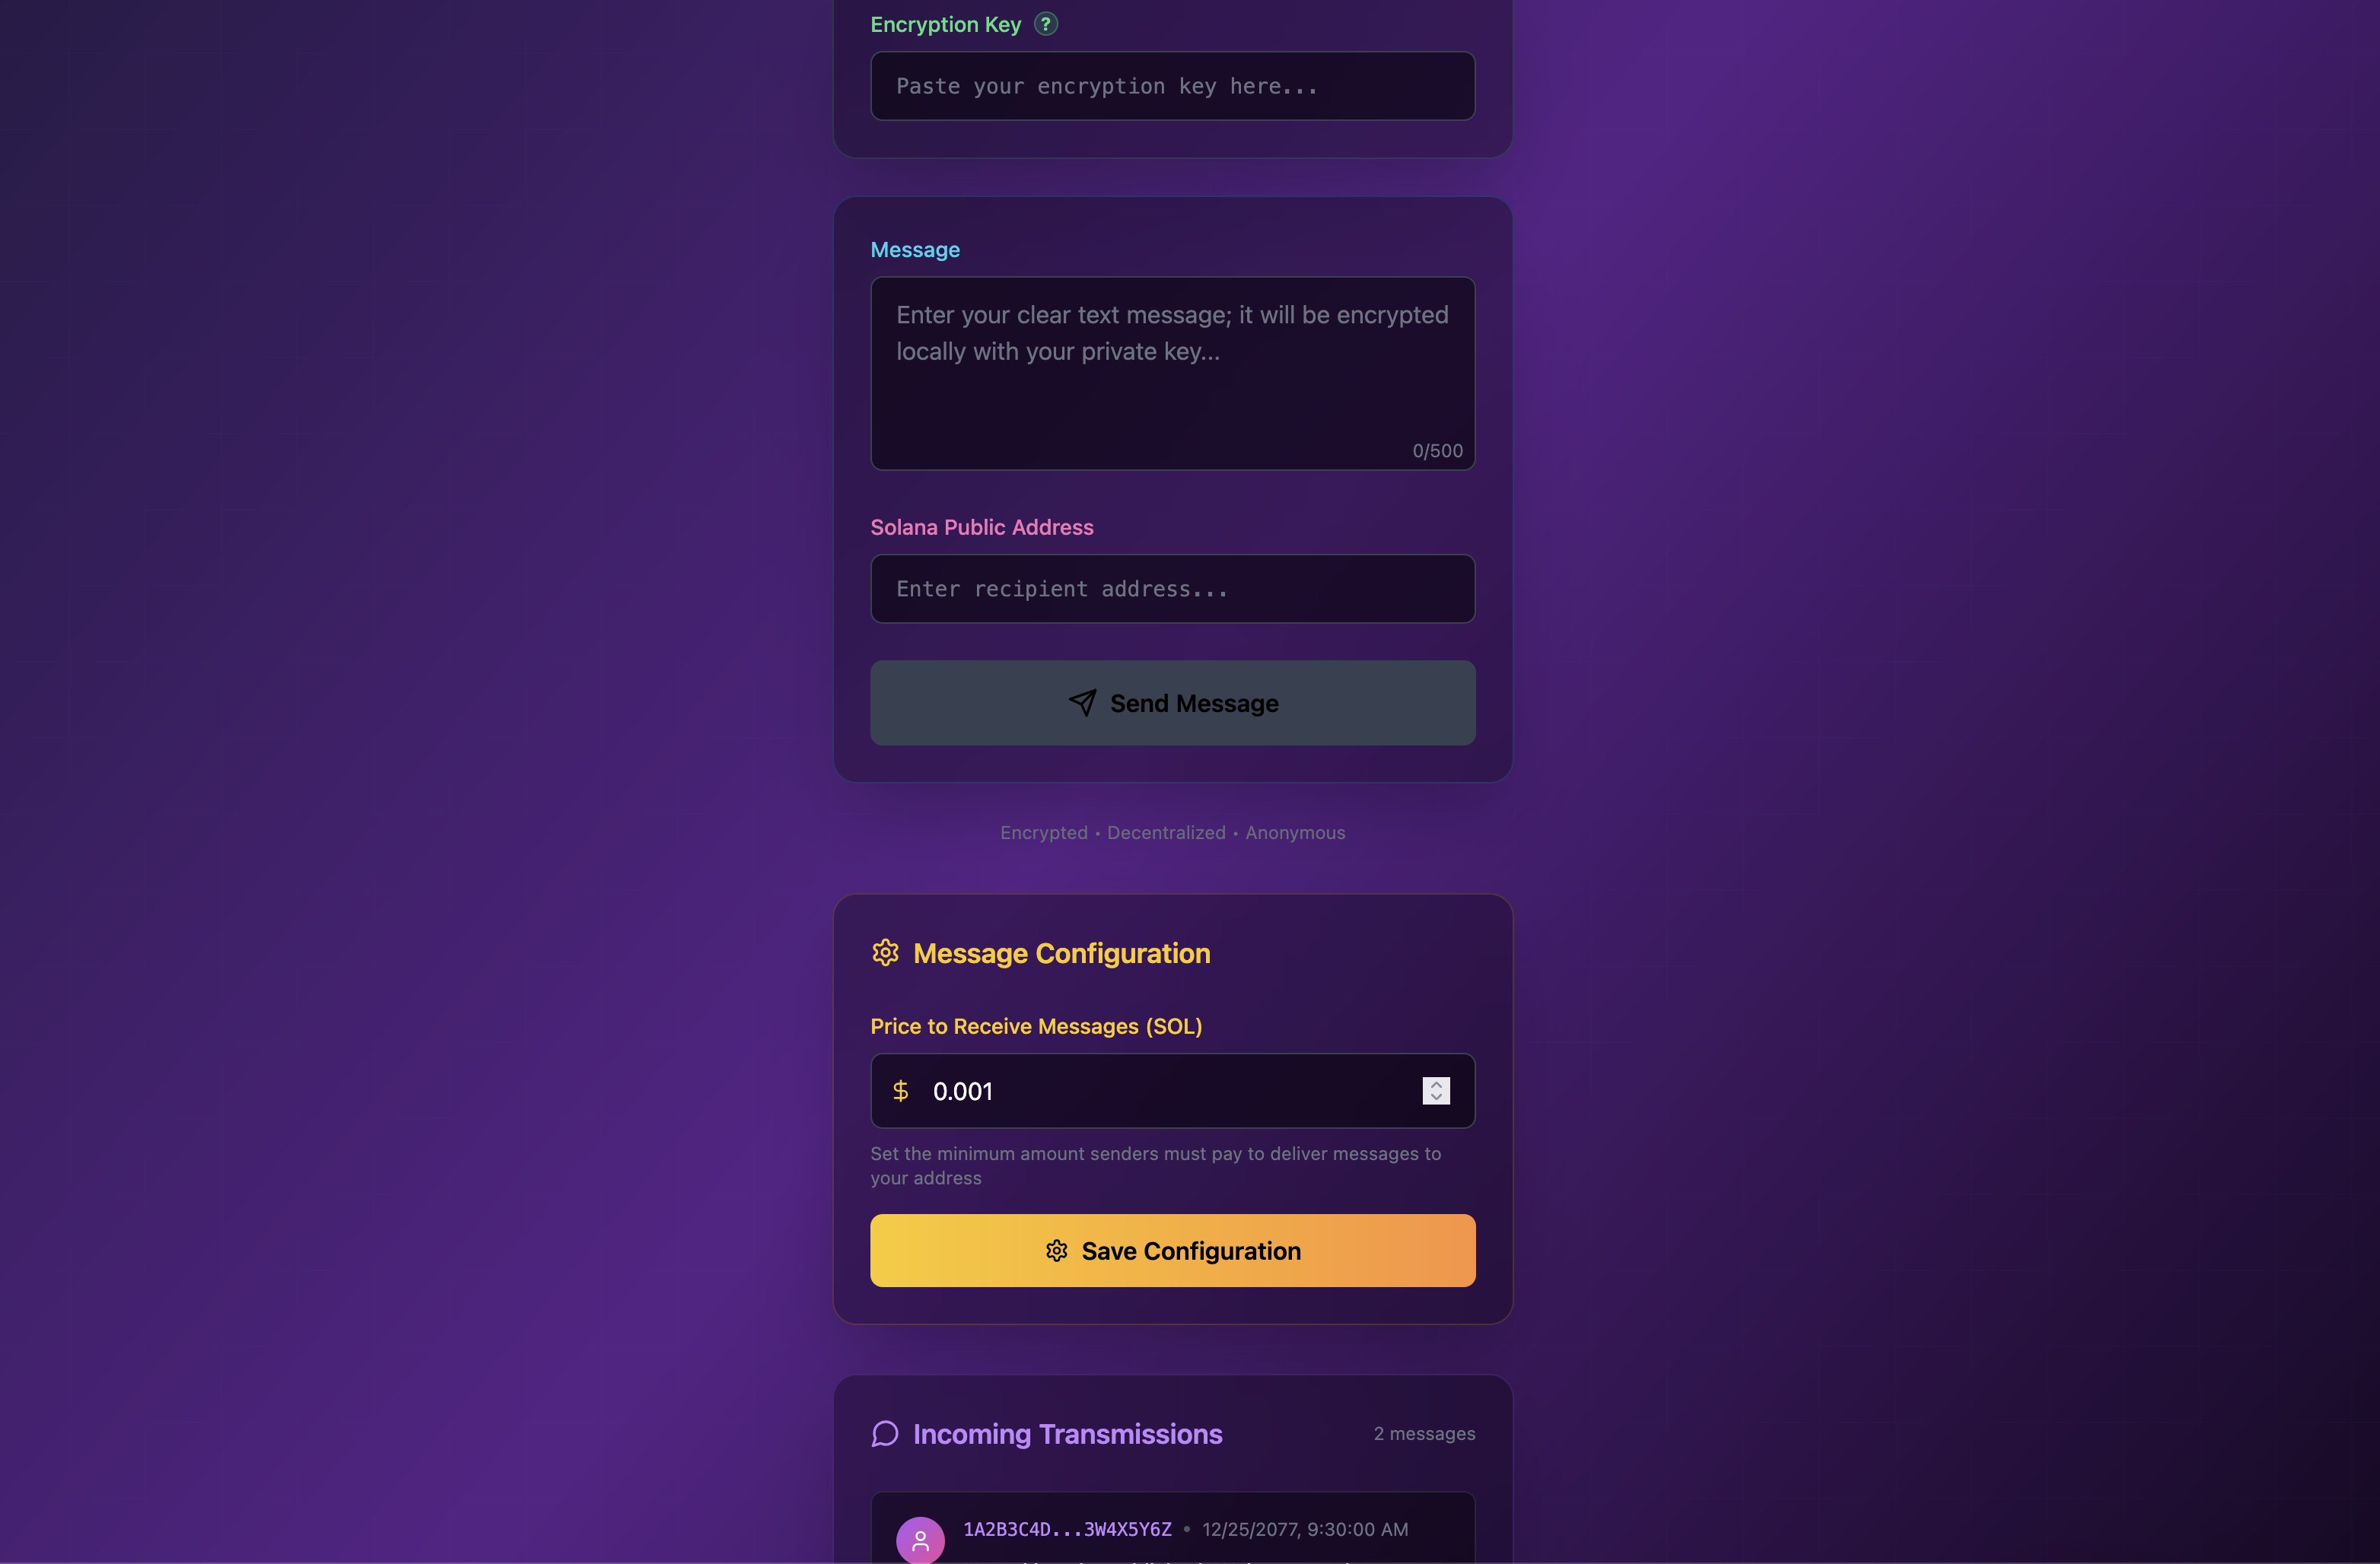 Encryption Key ?
Paste your encryption key here...
Message
Enter your clear text message; it will be encrypted
locally with your private key...
0/500
Solana Public Address
Enter recipient address...
Send Message
Encrypted • Decentralized • Anonymous
Message Configuration
Price to Receive Messages (SOL)
$ 0.001
Set the minimum amount senders must pay to deliver messages to
your address
Save Configuration
Incoming Transmissions
2 messages
1A2B3C4D...3W4X5Y6Z • 12/25/2077, 9:30:00 AM